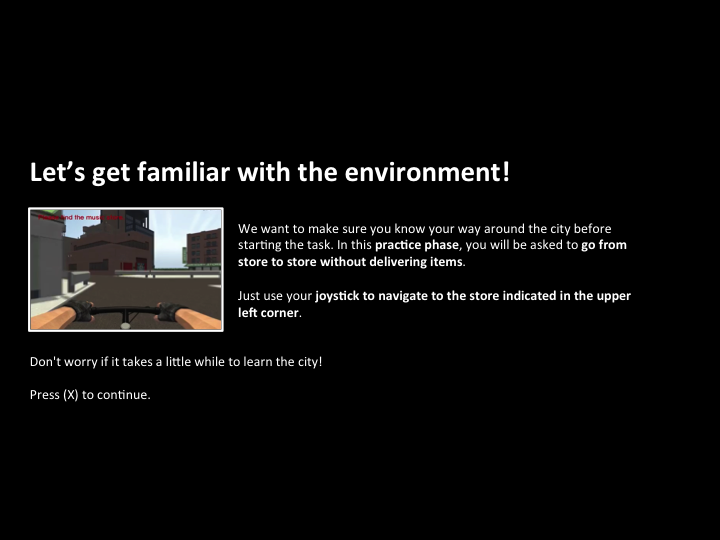 Let’s get familiar with the environment!
find the music
We want to make sure you know your way around the city before
starting the task. In this practice phase, you will be asked to go from
store to store without delivering items.
Just use your joystick to navigate to the store indicated in the upper
left corner.
Don't worry if it takes a little while to learn the city!
Press (X) to continue.